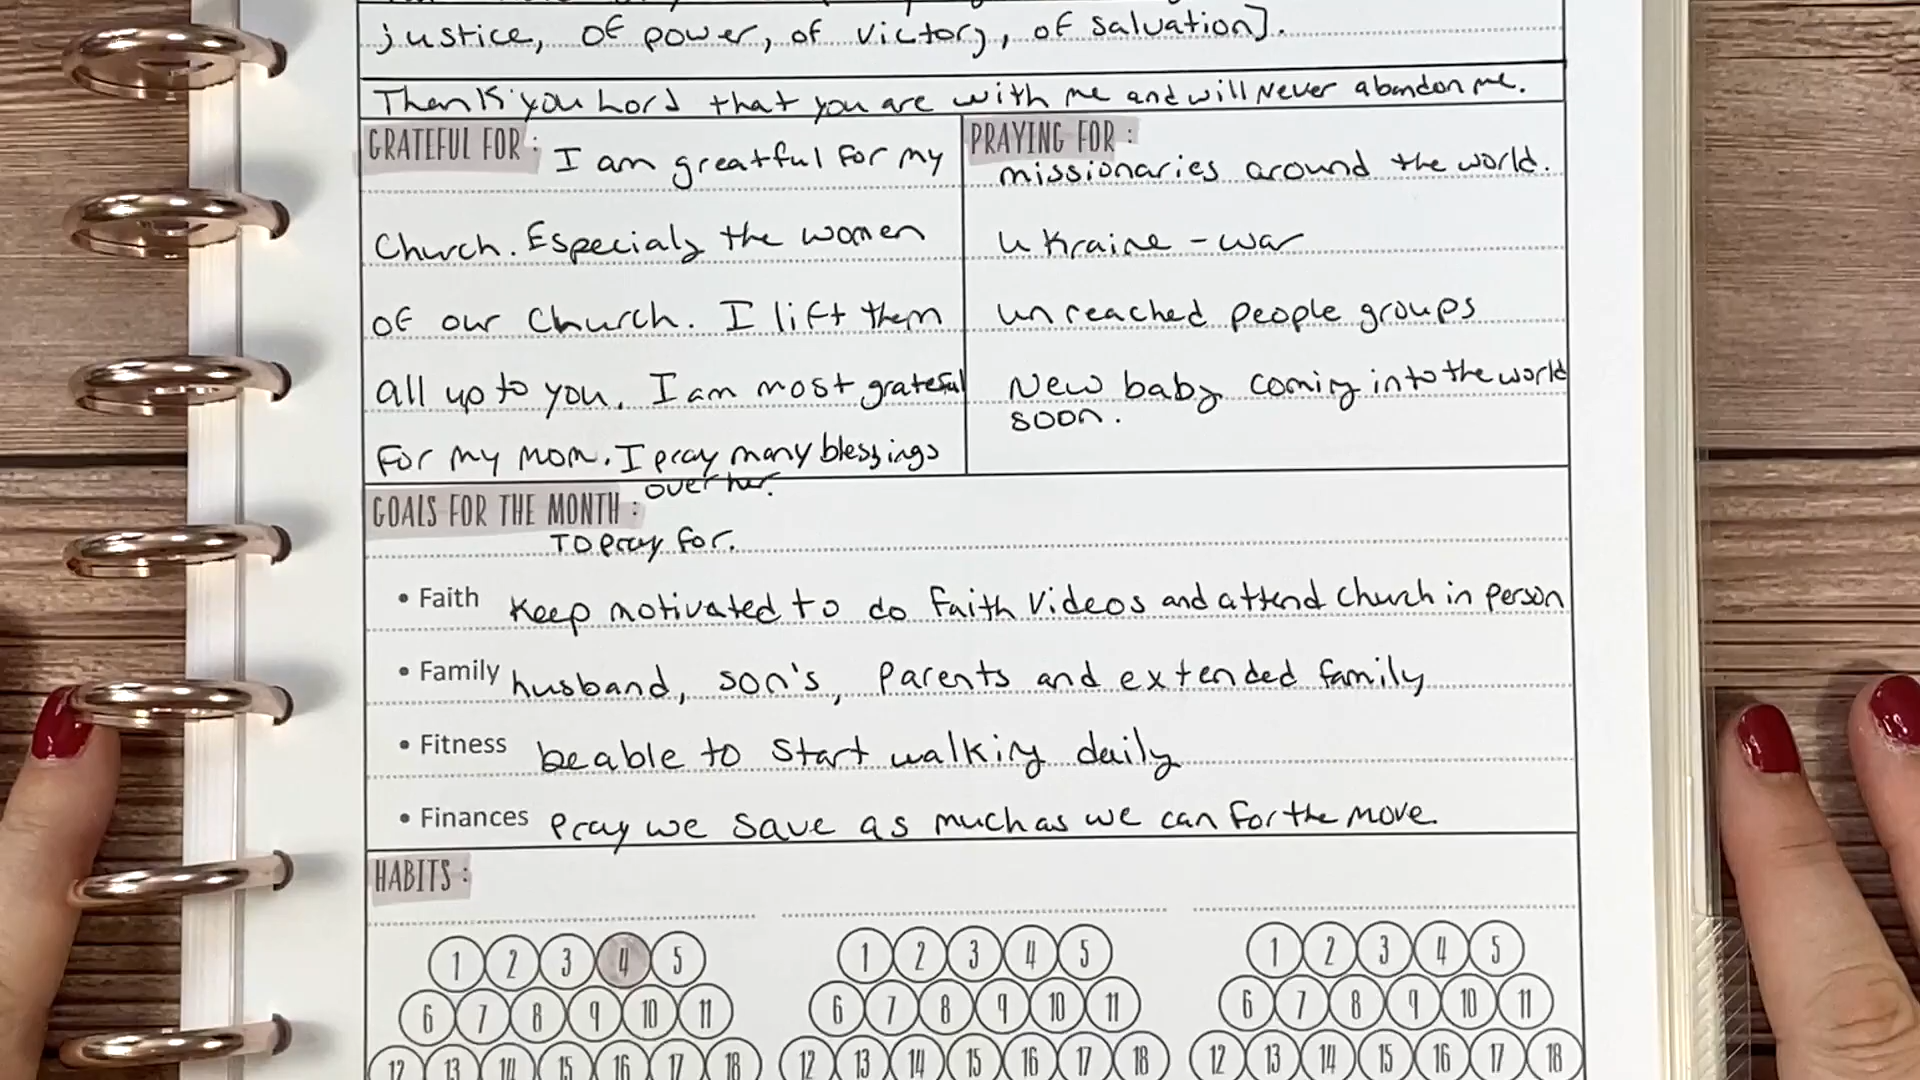 justice, of power, of victory, of salvation].
Thank you Lord that you are with me and will Never abandon me.
GRATEFUL FOR : I am greatful for my
Church. Especialy the women
of our Church. I lift them
all up to you. I am most grateful
for my mom. I pray many blessings
over her.
PRAYING FOR :
missionaries around the world.
Ukraine - war
unreached people groups
New baby coming into the world
soon.
GOALS FOR THE MONTH :
To pray for.
• Faith Keep motivated to do Faith Videos and attend Church in person
• Family husband, son's, Parents and extended family
• Fitness be able to Start walking daily
• Finances Pray we Save as much as we can for the move.
HABITS :
1 2 3 4 5
6 7 8 9 10 11
12 13 14 15 16 17 18
1 2 3 4 5
6 7 8 9 10 11
12 13 14 15 16 17 18
1 2 3 4 5
6 7 8 9 10 11
12 13 14 15 16 17 18